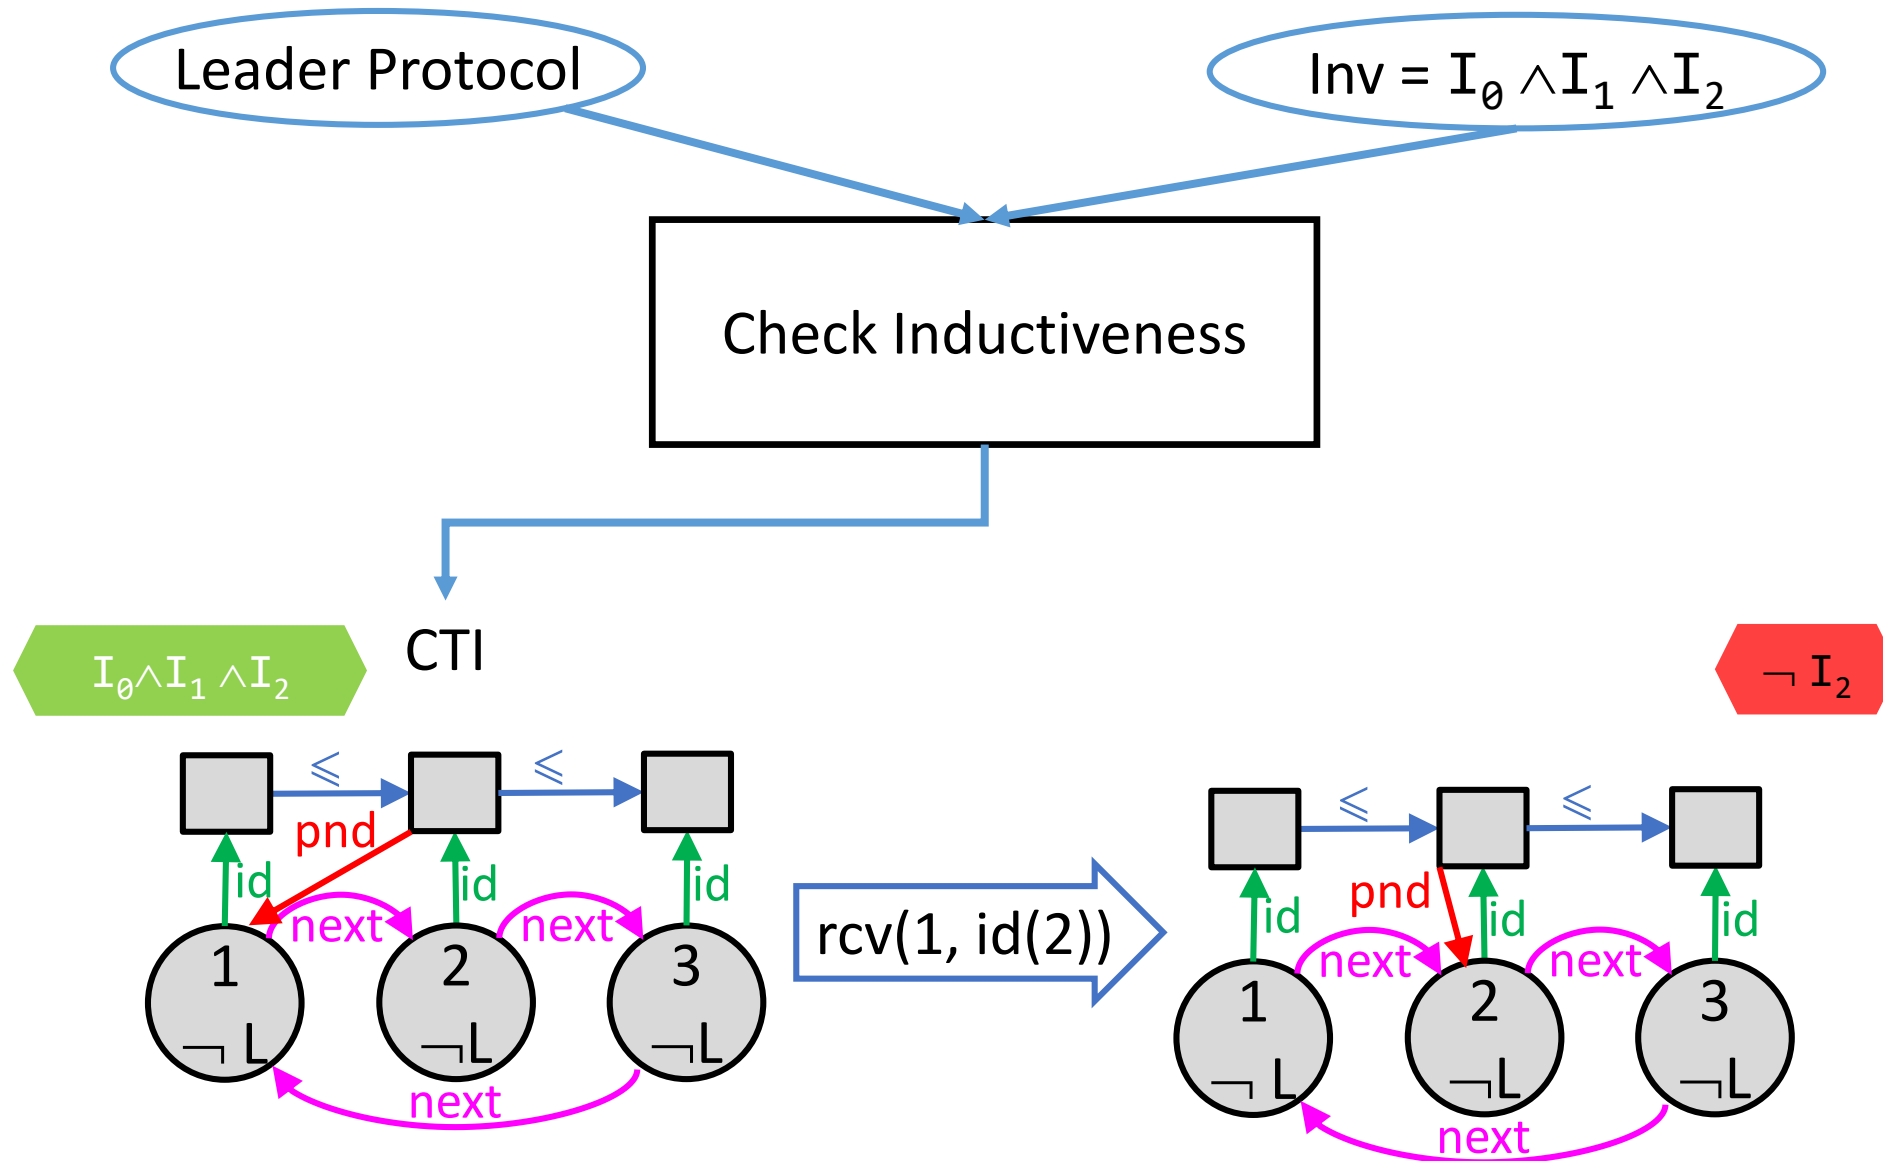 Leader Protocol
Inv = I₀ ∧I₁ ∧I₂
Check Inductiveness
CTI
I₀∧I₁ ∧I₂
¬ I₂
≤ ≤
pnd
id id id
next next
1 2 3
¬ L ¬L ¬L
next
rcv(1, id(2))
≤ ≤
pnd
id id id
next next
1 2 3
¬ L ¬L ¬L
next